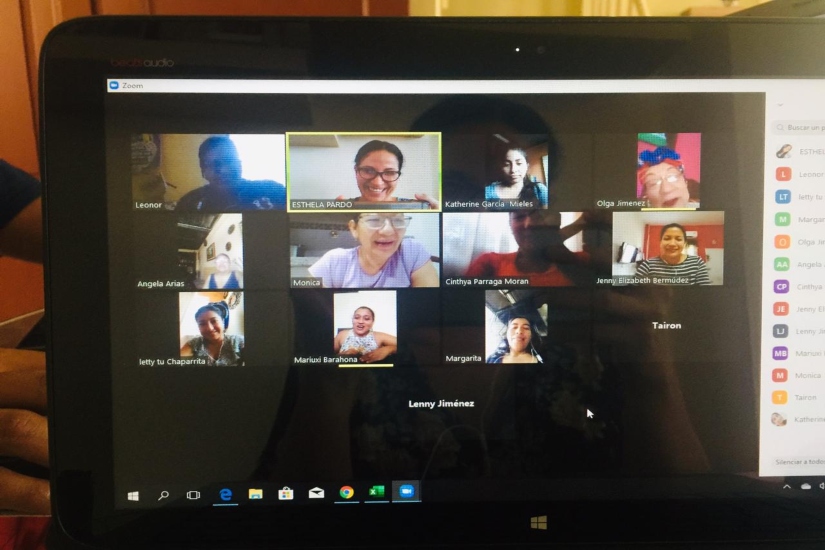 beatsaudio
Zoom
Leonor
ESTHELA PARDO
Katherine García Mieles
Olga Jimenez
Angela Arias
Monica
Cinthya Parraga Moran
Jenny Elizabeth Bermúdez
letty tu Chaparrita
Mariuxi Barahona
Margarita
Tairon
Lenny Jiménez
Buscar un p
ESTHEL
L Leonor
LT letty tu
M Margar
O Olga Jim
AA Angela
CP Cinthya
JE Jenny El
LJ Lenny Jim
MB Mariuxi
M Monica
T Tairon
Katherine
Silenciar a todos